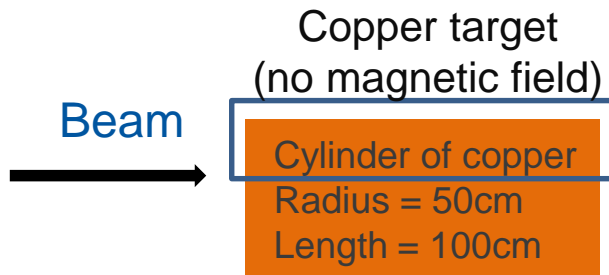 Copper target
(no magnetic field)
Beam
Cylinder of copper
Radius = 50cm
Length = 100cm